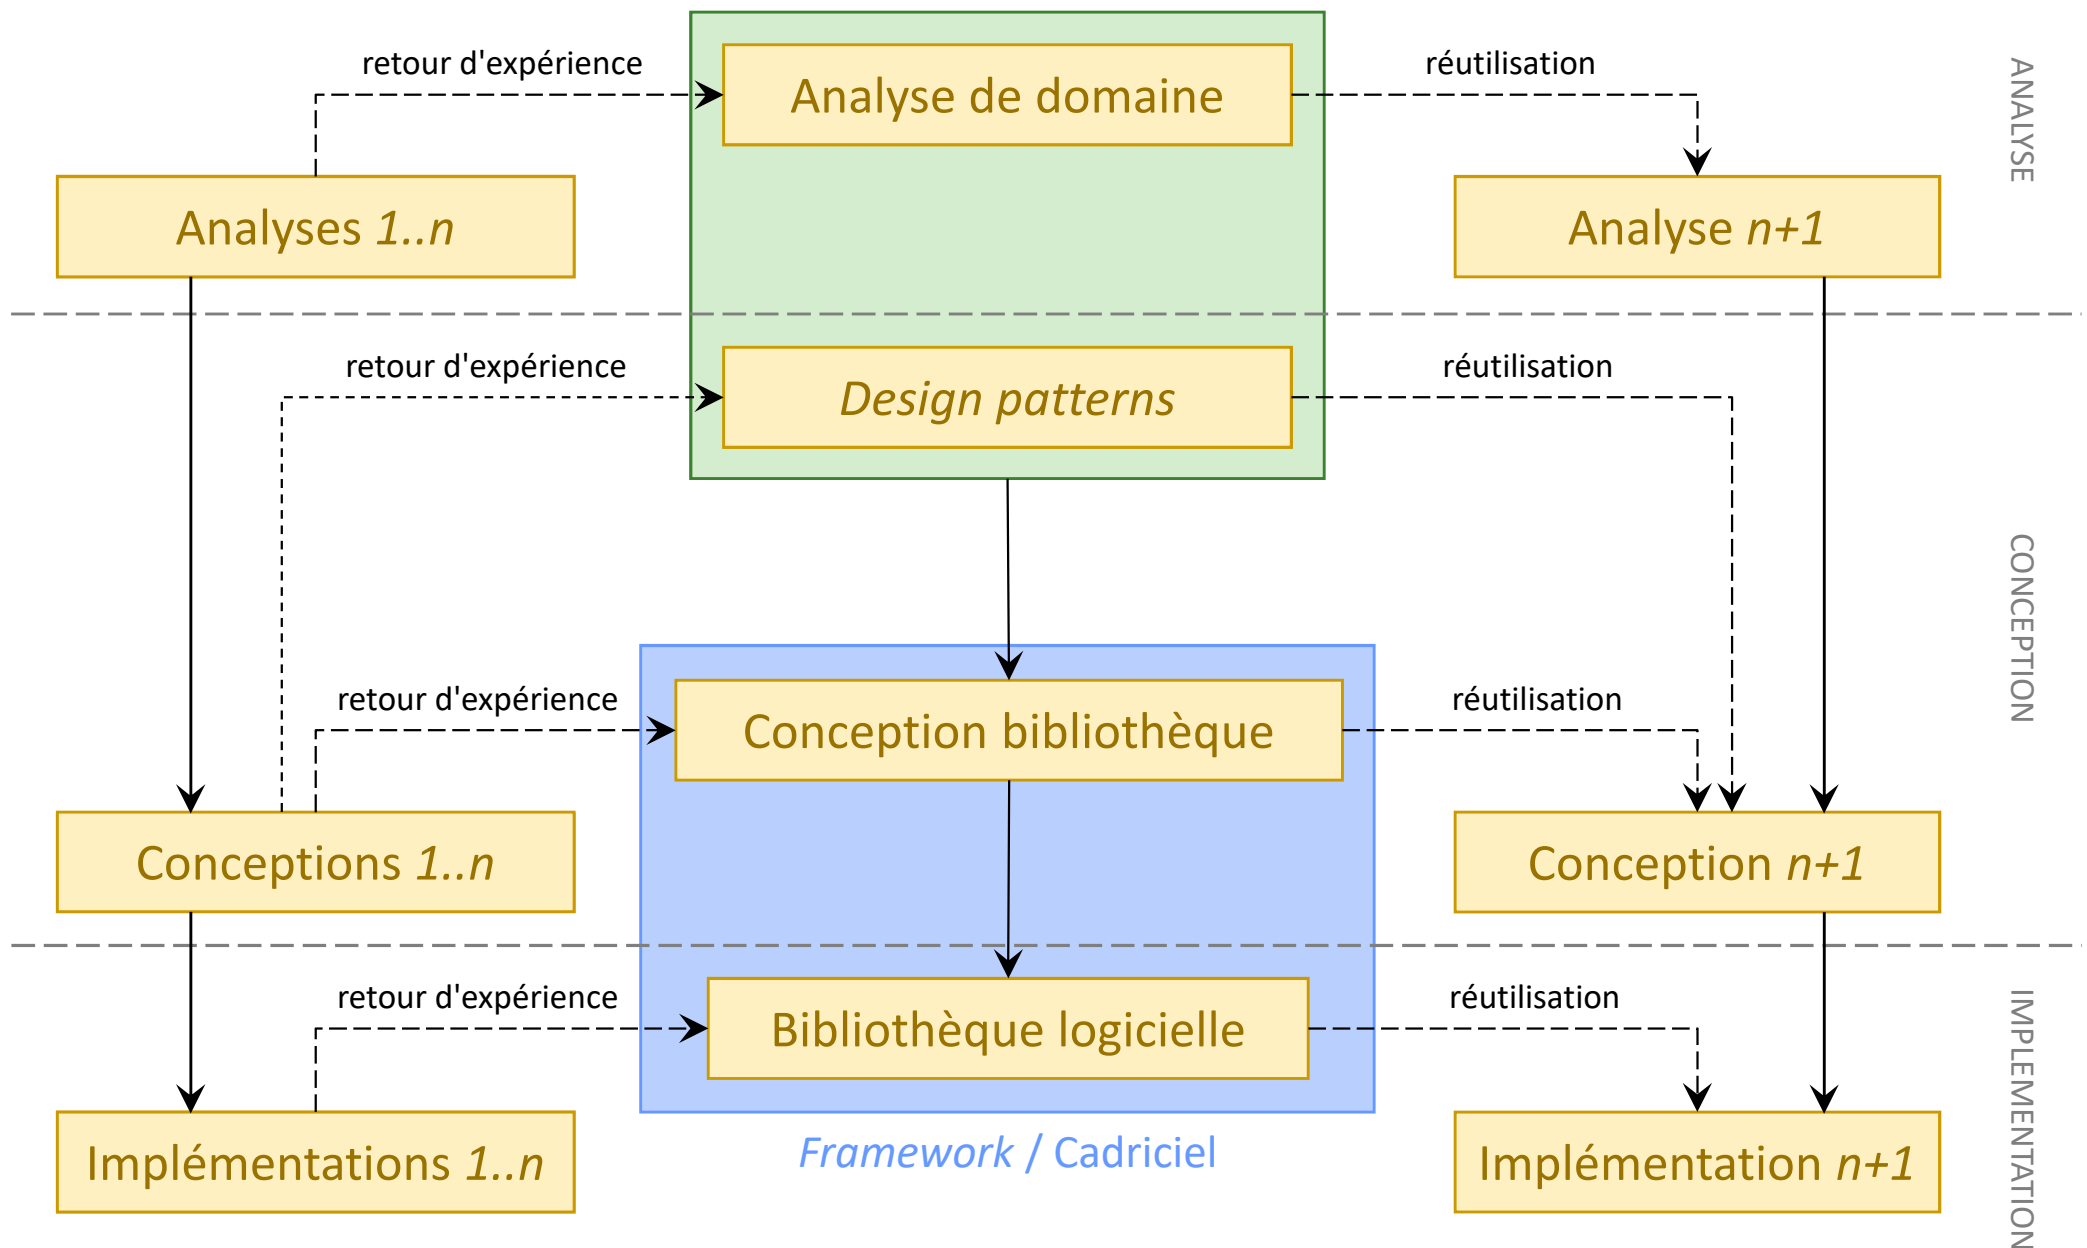 retour d'expérience
Analyse de domaine
réutilisation
ANALYSE
Analyses 1..n
Analyse n+1
retour d'expérience
Design patterns
réutilisation
CONCEPTION
retour d'expérience
Conception bibliothèque
réutilisation
Conceptions 1..n
Conception n+1
retour d'expérience
Bibliothèque logicielle
réutilisation
IMPLEMENTATION
Implémentations 1..n
Framework / Cadriciel
Implémentation n+1